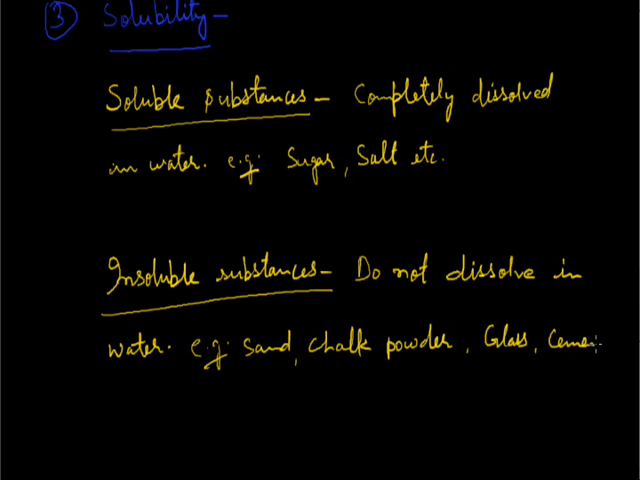 ③ Solubility-
Soluble substances - Completely dissolved
in water. e.g: Sugar, Salt etc.
Insoluble substances - Do not dissolve in
water. e.g: sand, chalk powder, Glass, Ceme